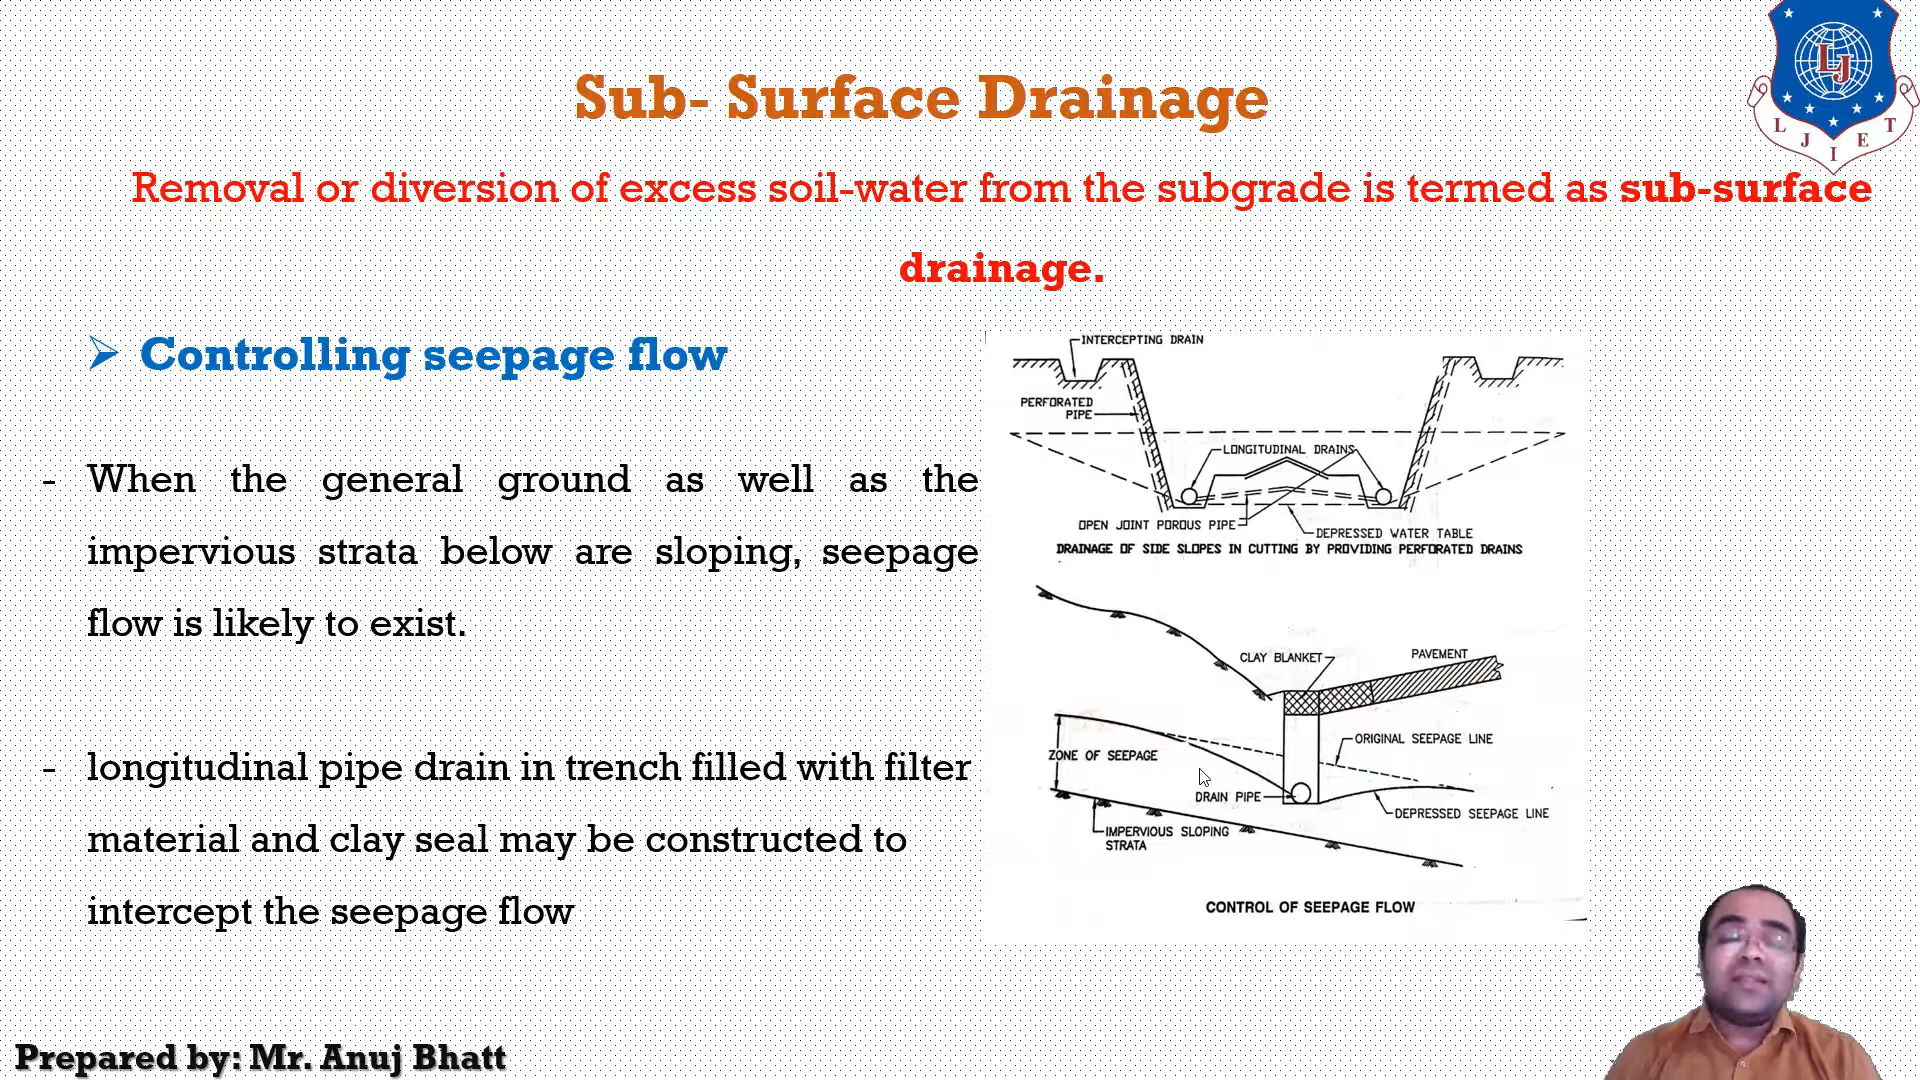 Sub- Surface Drainage
L J I E T
LJ
Removal or diversion of excess soil-water from the subgrade is termed as sub-surface
drainage.
➢ Controlling seepage flow
- When the general ground as well as the
impervious strata below are sloping, seepage
flow is likely to exist.
- longitudinal pipe drain in trench filled with filter
material and clay seal may be constructed to
intercept the seepage flow
INTERCEPTING DRAIN
PERFORATED
PIPE
LONGITUDINAL DRAINS
OPEN JOINT POROUS PIPE
DEPRESSED WATER TABLE
DRAINAGE OF SIDE SLOPES IN CUTTING BY PROVIDING PERFORATED DRAINS
CLAY BLANKET
PAVEMENT
ORIGINAL SEEPAGE LINE
ZONE OF SEEPAGE
DRAIN PIPE
DEPRESSED SEEPAGE LINE
IMPERVIOUS SLOPING
STRATA
CONTROL OF SEEPAGE FLOW
Prepared by: Mr. Anuj Bhatt